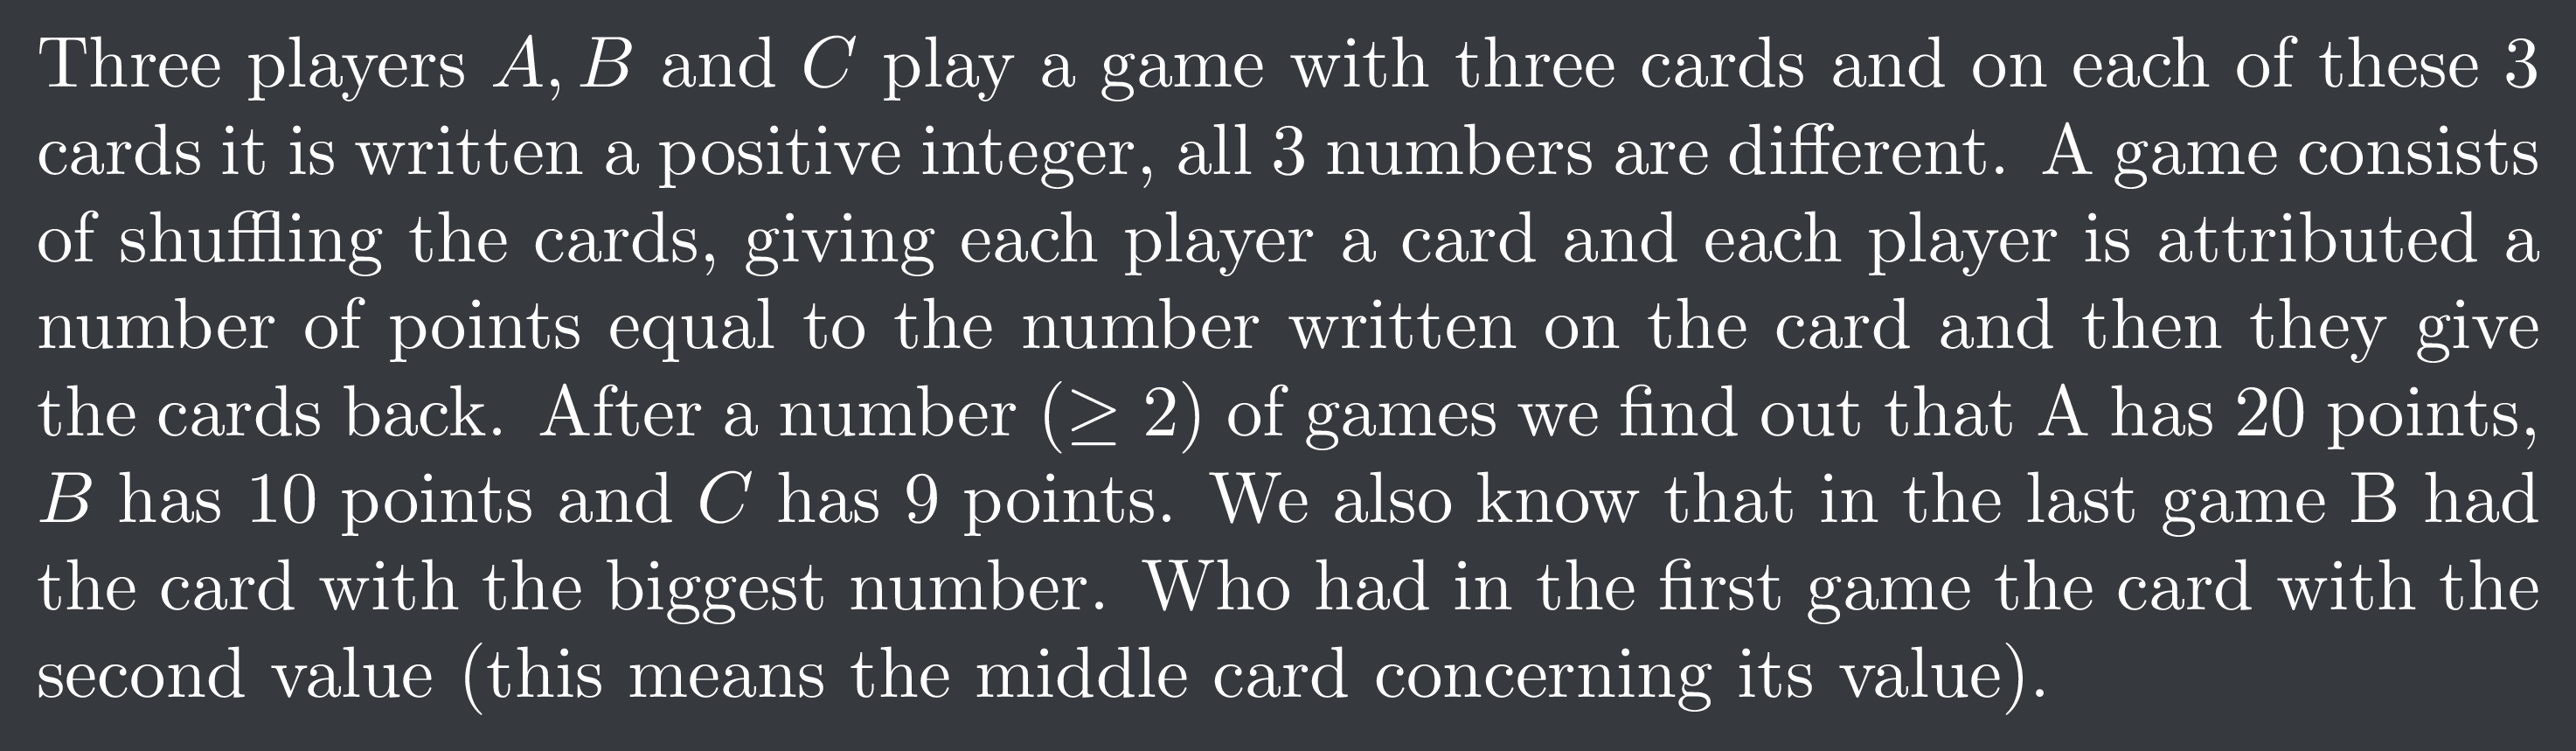 Three players A, B and C play a game with three cards and on each of these 3
cards it is written a positive integer, all 3 numbers are different. A game consists
of shuffling the cards, giving each player a card and each player is attributed a
number of points equal to the number written on the card and then they give
the cards back. After a number (≥ 2) of games we find out that A has 20 points,
B has 10 points and C has 9 points. We also know that in the last game B had
the card with the biggest number. Who had in the first game the card with the
second value (this means the middle card concerning its value).